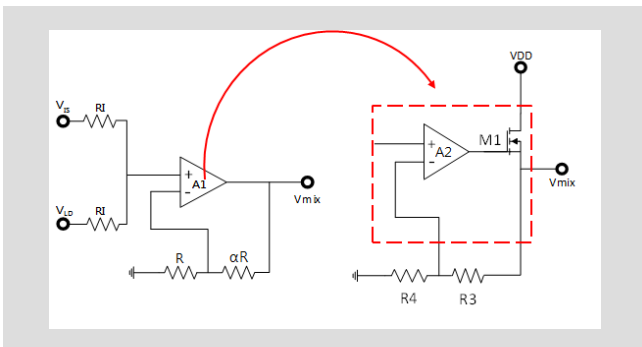 VDD
V_IS
RI
M1
+
A1
-
+
A2
-
Vmix
Vmix
V_LD
RI
R
αR
R4
R3